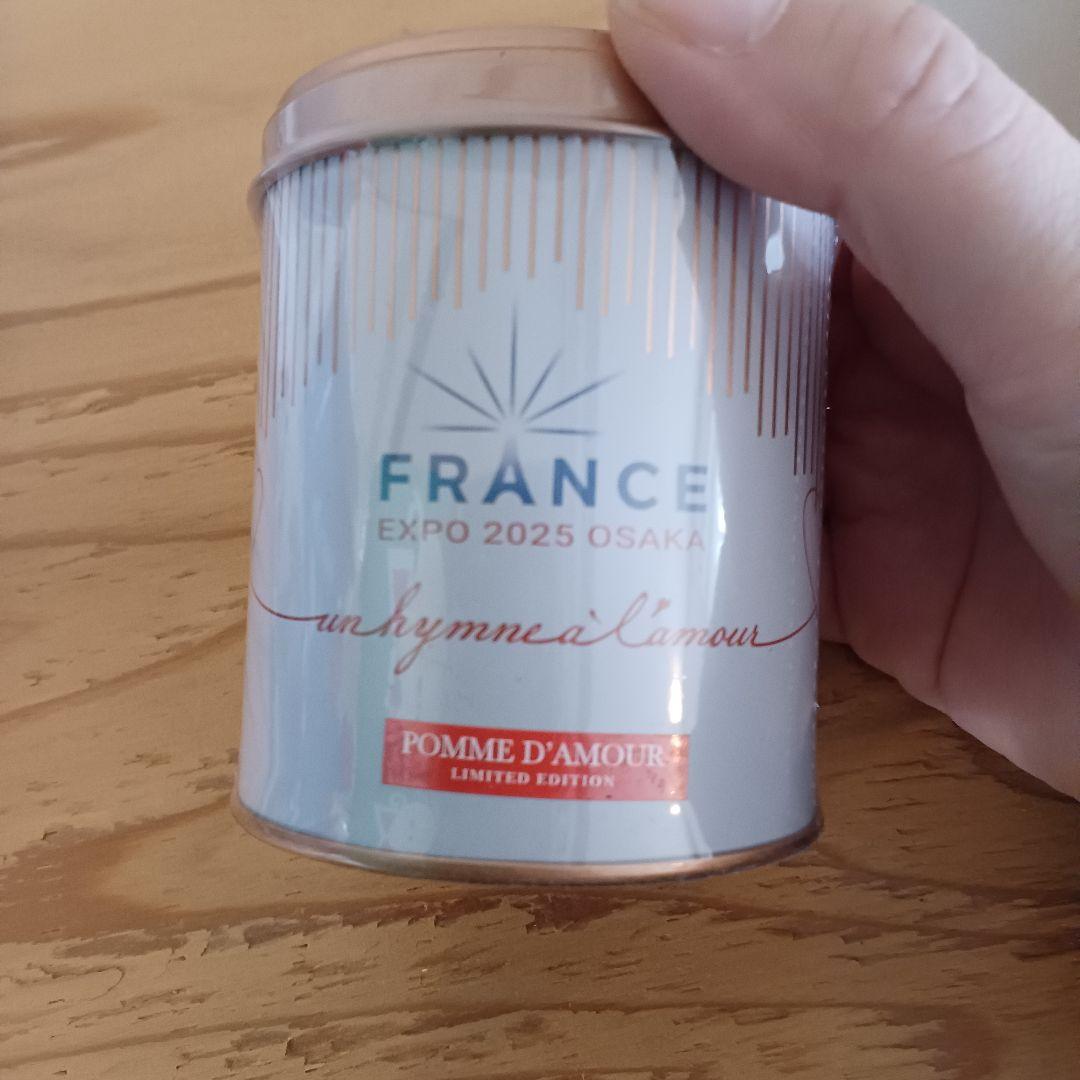 FRANCE
EXPO 2025 OSAKA
un hymne à l'amour
POMME D'AMOUR
LIMITED EDITION